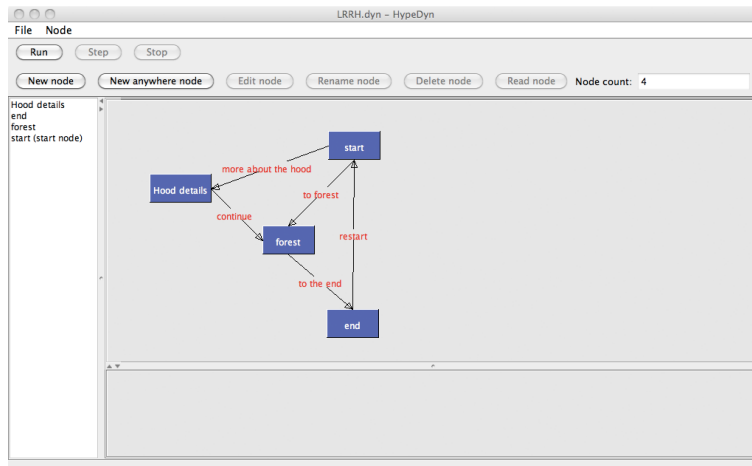 LRRH.dyn – HypeDyn
File Node
Run Step Stop
New node New anywhere node Edit node Rename node Delete node Read node Node count: 4
Hood details
end
forest
start (start node)
start
more about the hood
Hood details
to forest
continue
forest
restart
to the end
end